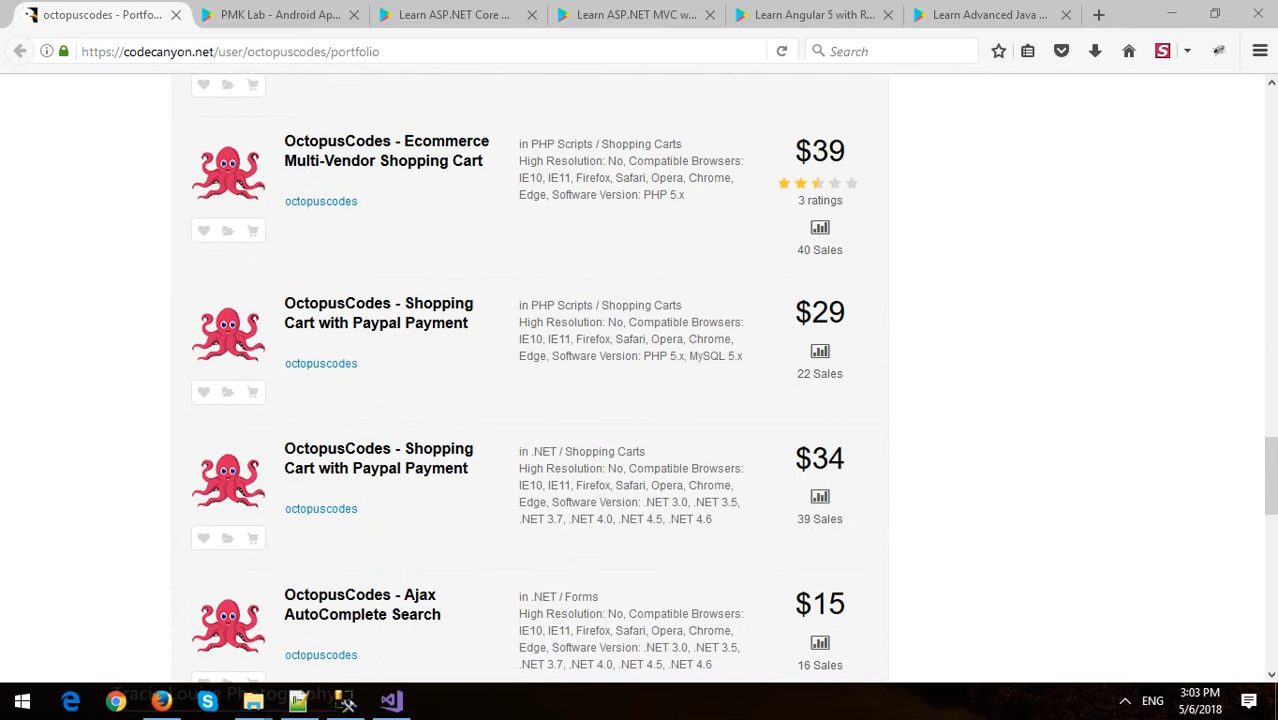 octopuscodes - Portfo...
PMK Lab - Android Ap...
Learn ASP.NET Core ...
Learn ASP.NET MVC w...
Learn Angular 5 with R...
Learn Advanced Java ...
https://codecanyon.net/user/octopuscodes/portfolio
Search
OctopusCodes - Ecommerce
Multi-Vendor Shopping Cart
octopuscodes
in PHP Scripts / Shopping Carts
High Resolution: No, Compatible Browsers:
IE10, IE11, Firefox, Safari, Opera, Chrome,
Edge, Software Version: PHP 5.x
$39
3 ratings
40 Sales
OctopusCodes - Shopping
Cart with Paypal Payment
octopuscodes
in PHP Scripts / Shopping Carts
High Resolution: No, Compatible Browsers:
IE10, IE11, Firefox, Safari, Opera, Chrome,
Edge, Software Version: PHP 5.x, MySQL 5.x
$29
22 Sales
OctopusCodes - Shopping
Cart with Paypal Payment
octopuscodes
in .NET / Shopping Carts
High Resolution: No, Compatible Browsers:
IE10, IE11, Firefox, Safari, Opera, Chrome,
Edge, Software Version: .NET 3.0, .NET 3.5,
.NET 3.7, .NET 4.0, .NET 4.5, .NET 4.6
$34
39 Sales
OctopusCodes - Ajax
AutoComplete Search
octopuscodes
in .NET / Forms
High Resolution: No, Compatible Browsers:
IE10, IE11, Firefox, Safari, Opera, Chrome,
Edge, Software Version: .NET 3.0, .NET 3.5,
.NET 3.7, .NET 4.0, .NET 4.5, .NET 4.6
$15
16 Sales
Photography
ENG
3:03 PM
5/6/2018